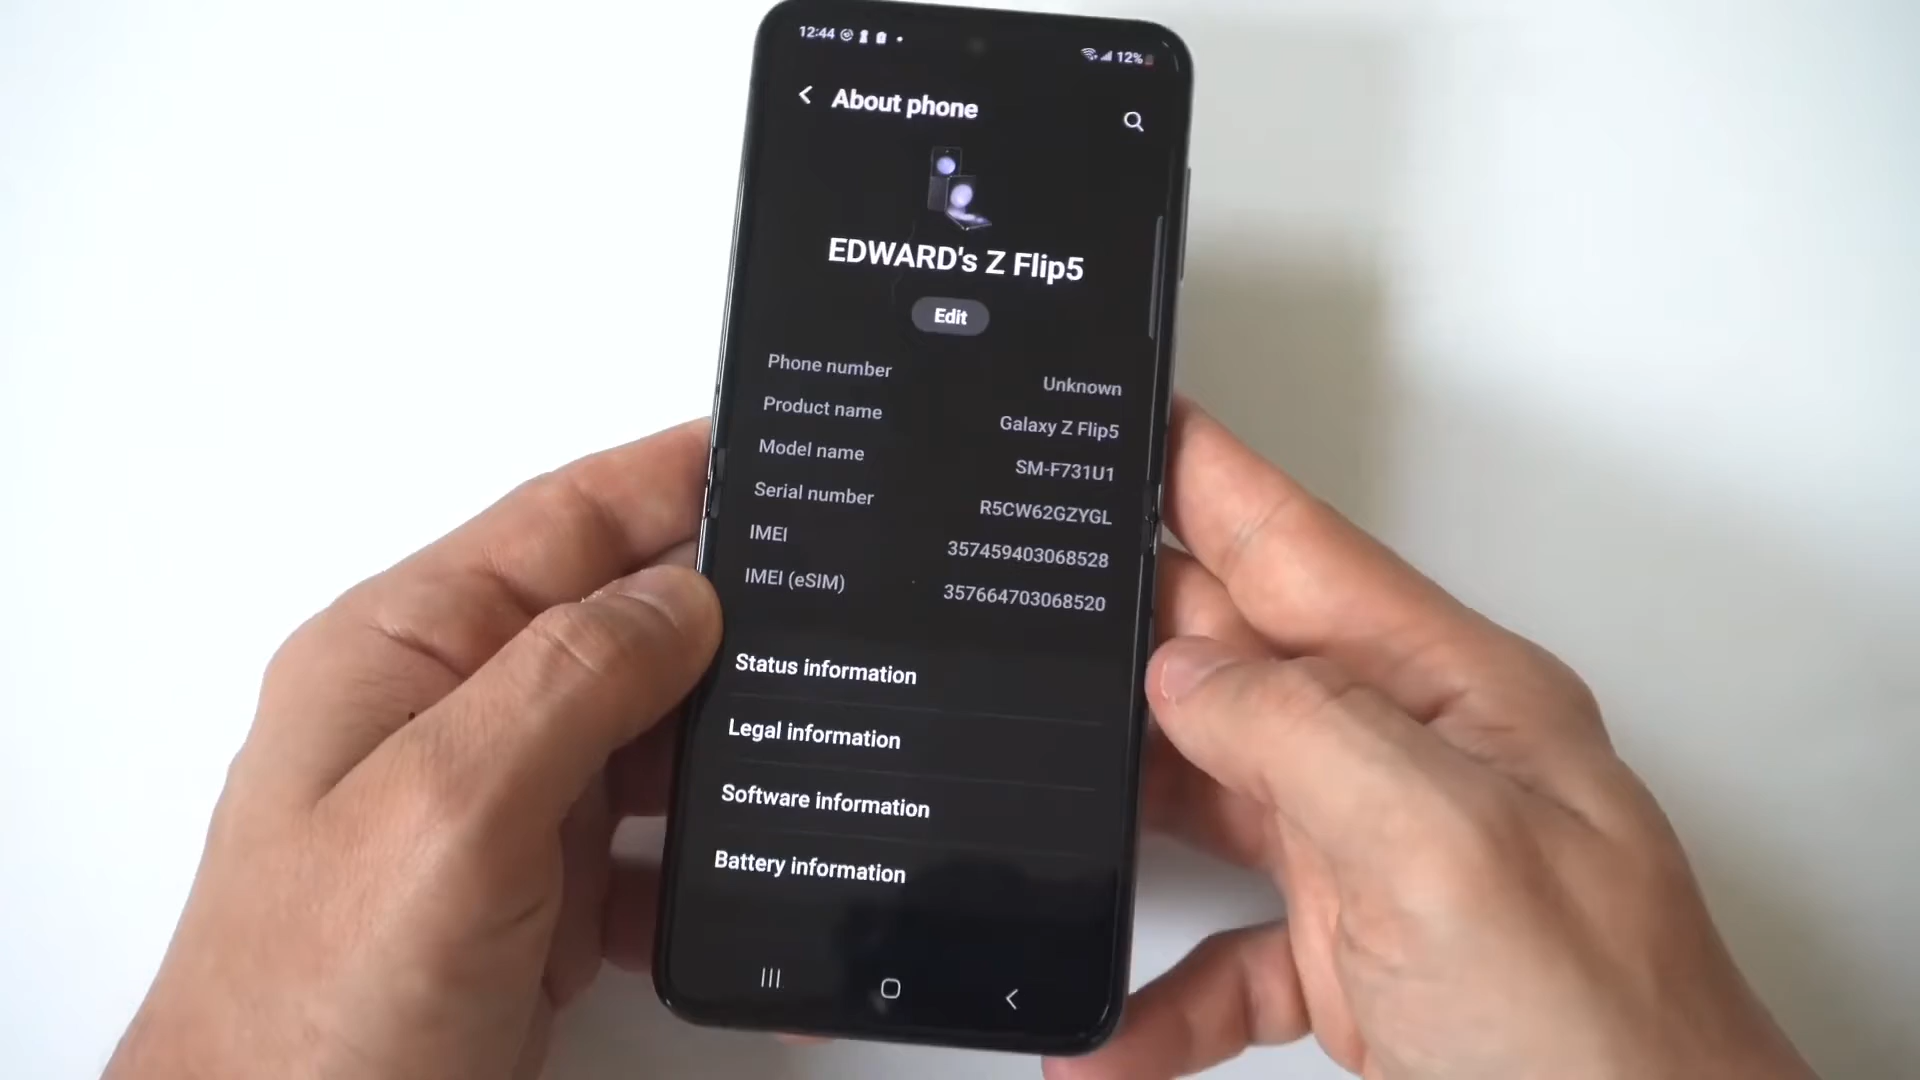 12:44
12%
About phone
EDWARD's Z Flip5
Edit
Phone number Unknown
Product name Galaxy Z Flip5
Model name SM-F731U1
Serial number R5CW62GZYGL
IMEI 357459403068528
IMEI (eSIM) 357664703068520
Status information
Legal information
Software information
Battery information